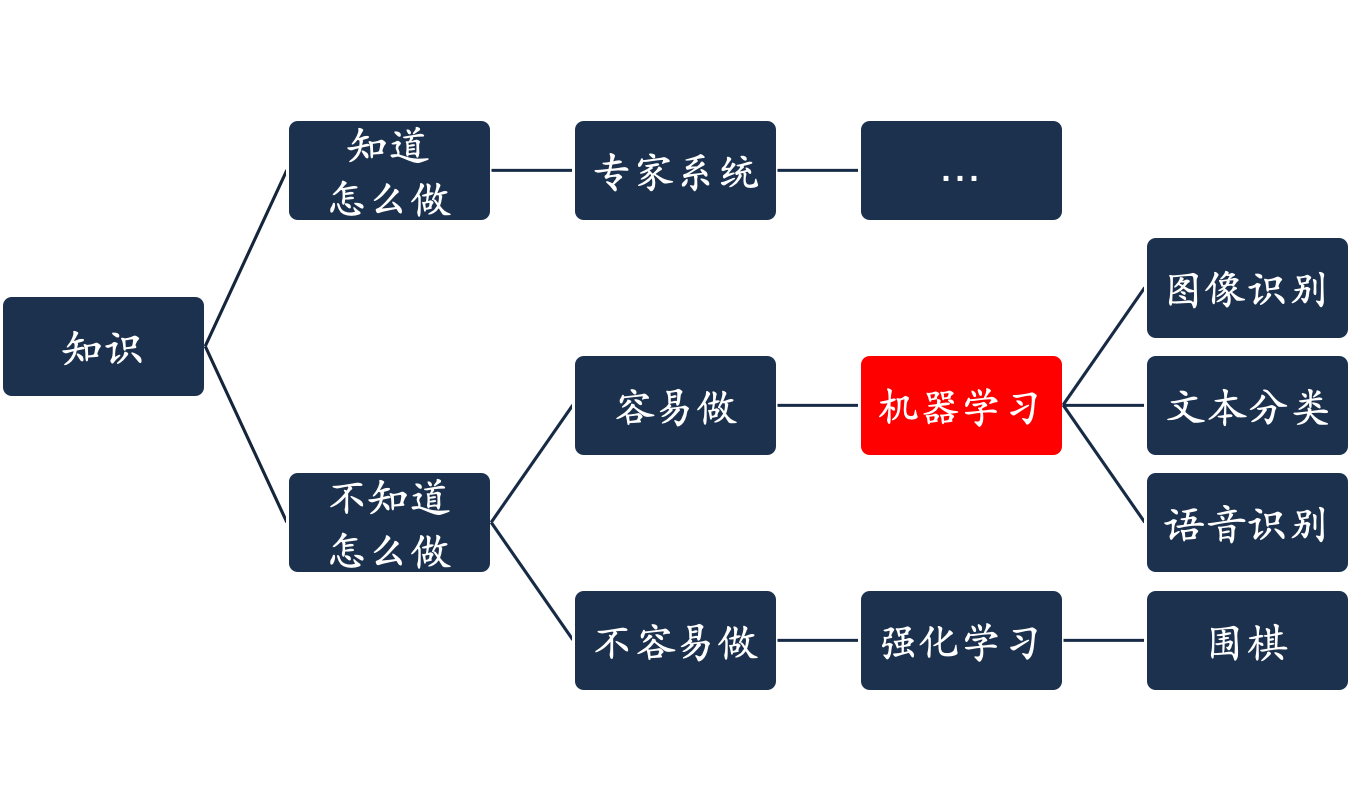 知道
怎么做
专家系统
...
知识
图像识别
容易做
机器学习
文本分类
不知道
怎么做
语音识别
不容易做
强化学习
围棋